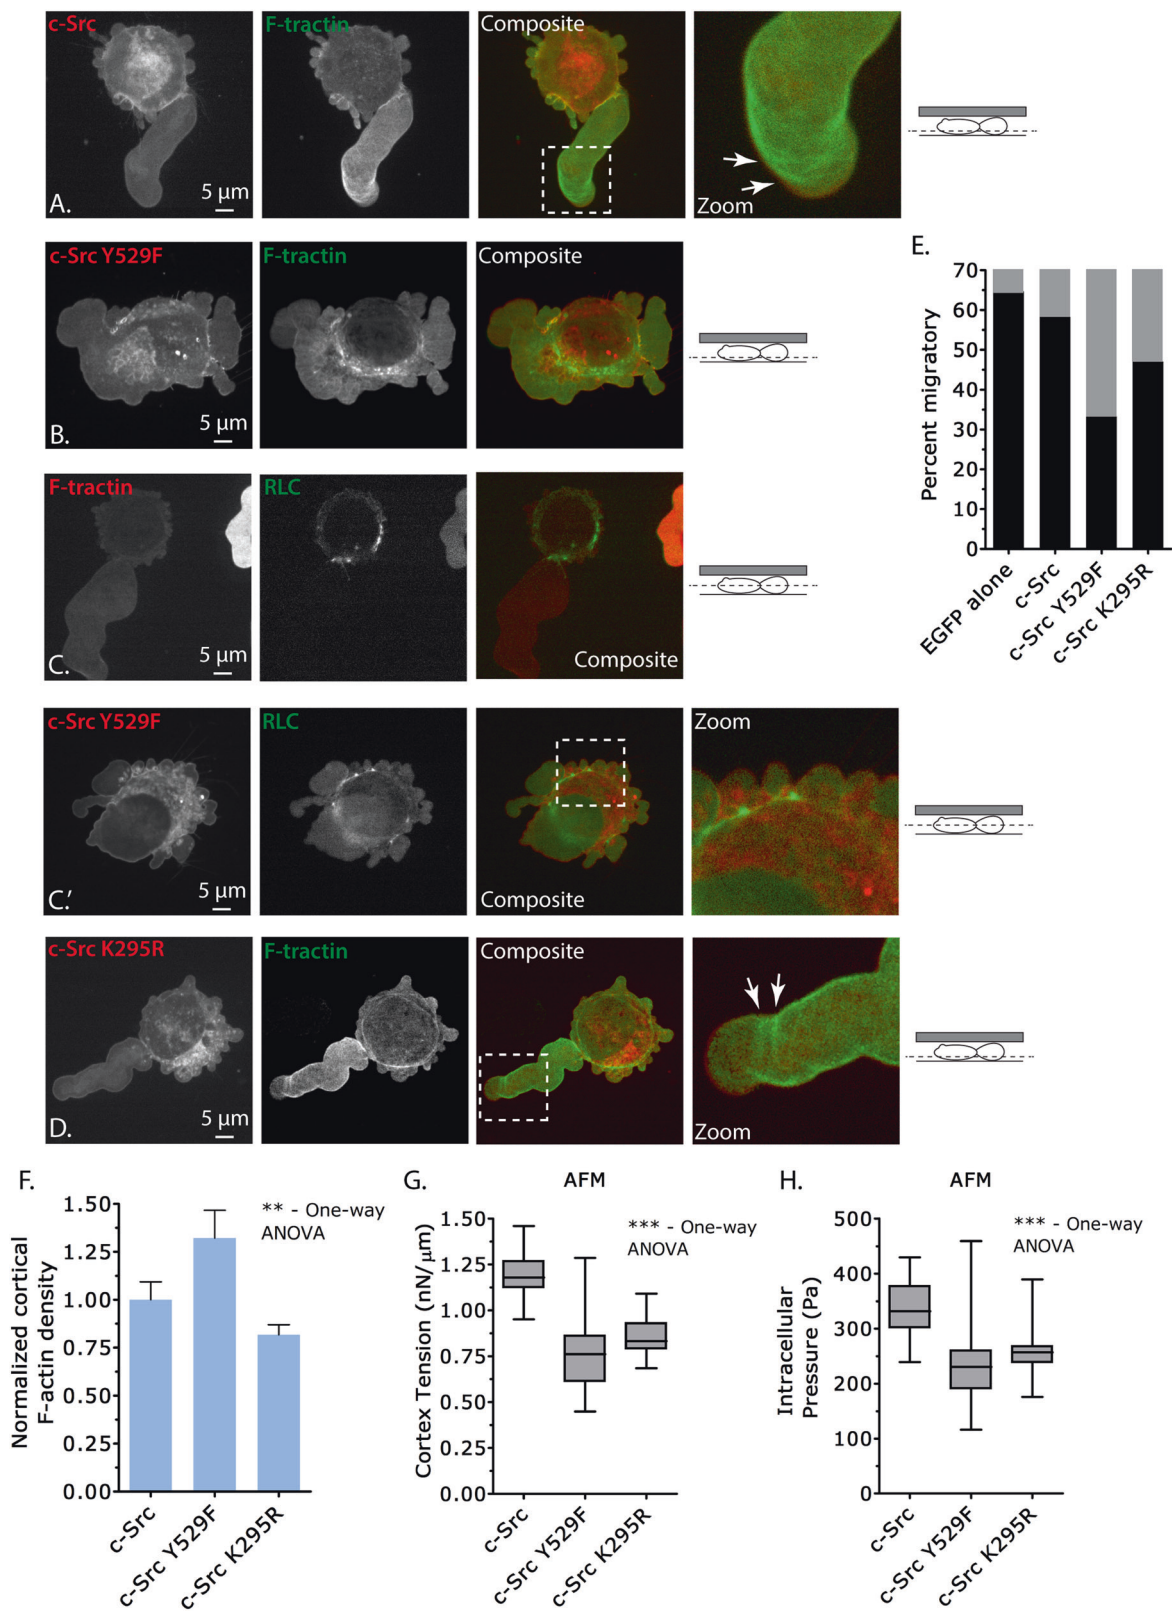 c-Src
F-tractin
Composite
5 µm
A.
Zoom
c-Src Y529F
F-tractin
Composite
5 µm
B.
E.
Percent migratory
70
60
50
40
30
20
10
0
EGFP alone
c-Src
c-Src Y529F
c-Src K295R
F-tractin
RLC
5 µm
C.
Composite
c-Src Y529F
RLC
Zoom
5 µm
C.'
Composite
c-Src K295R
F-tractin
Composite
5 µm
D.
Zoom
F.
** - One-way
ANOVA
Normalized cortical
F-actin density
1.50
1.25
1.00
0.75
0.50
0.25
0.00
c-Src
c-Src Y529F
c-Src K295R
G.
AFM
*** - One-way
ANOVA
Cortex Tension (nN/µm)
1.50
1.25
1.00
0.75
0.50
0.25
0.00
c-Src
c-Src Y529F
c-Src K295R
H.
AFM
*** - One-way
ANOVA
Intracellular
Pressure (Pa)
500
400
300
200
100
0
c-Src
c-Src Y529F
c-Src K295R